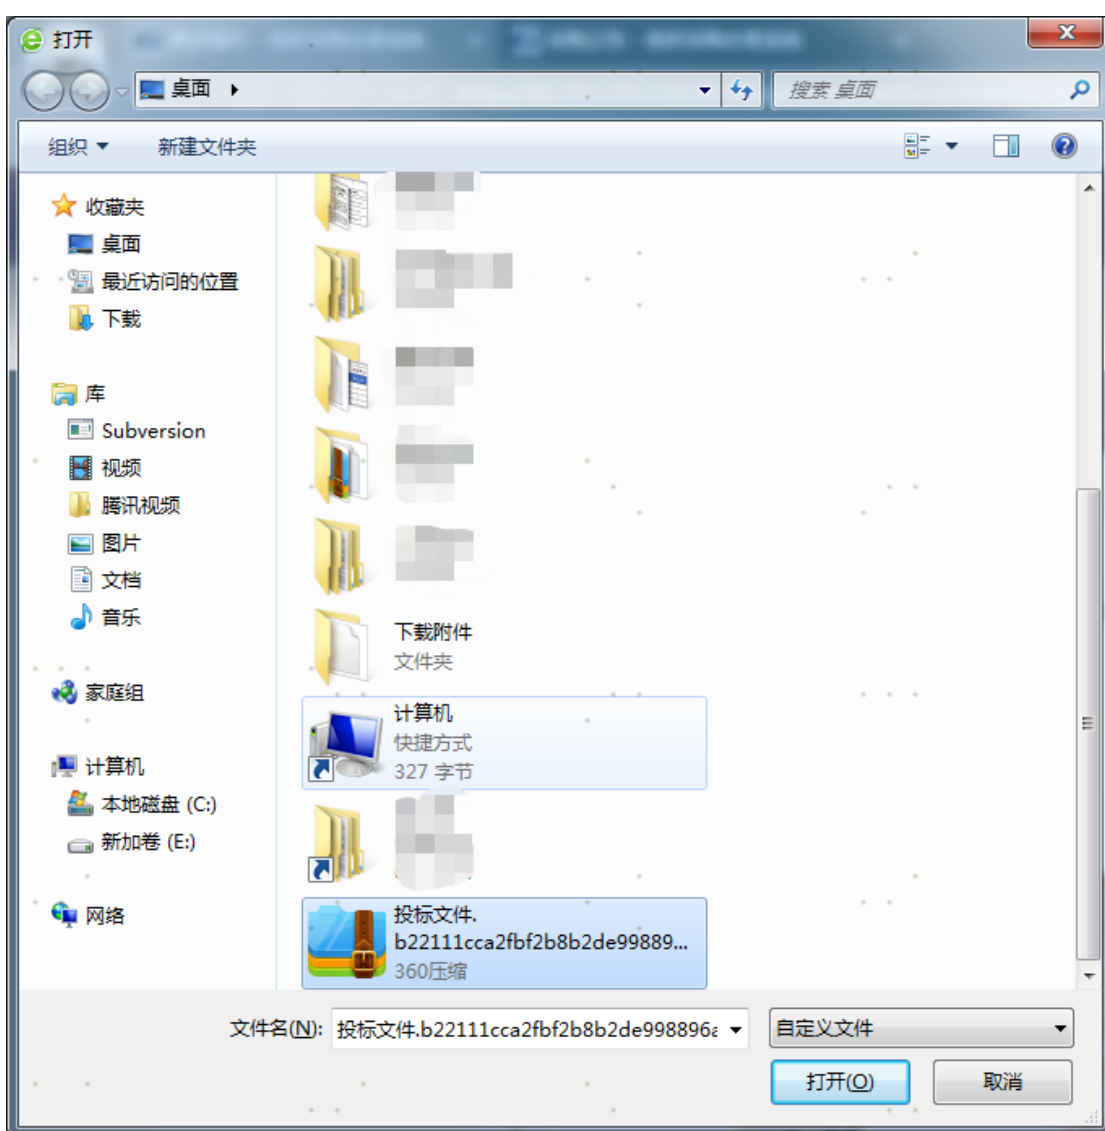 打开
桌面
搜索 桌面
组织
新建文件夹
收藏夹
桌面
最近访问的位置
下载
库
Subversion
视频
腾讯视频
图片
文档
音乐
家庭组
计算机
本地磁盘 (C:)
新加卷 (E:)
网络
下载附件
文件夹
计算机
快捷方式
327 字节
投标文件.
b22111cca2fbf2b8b2de99889...
360压缩
文件名(N):
投标文件.b22111cca2fbf2b8b2de998896a
自定义文件
打开(O)
取消